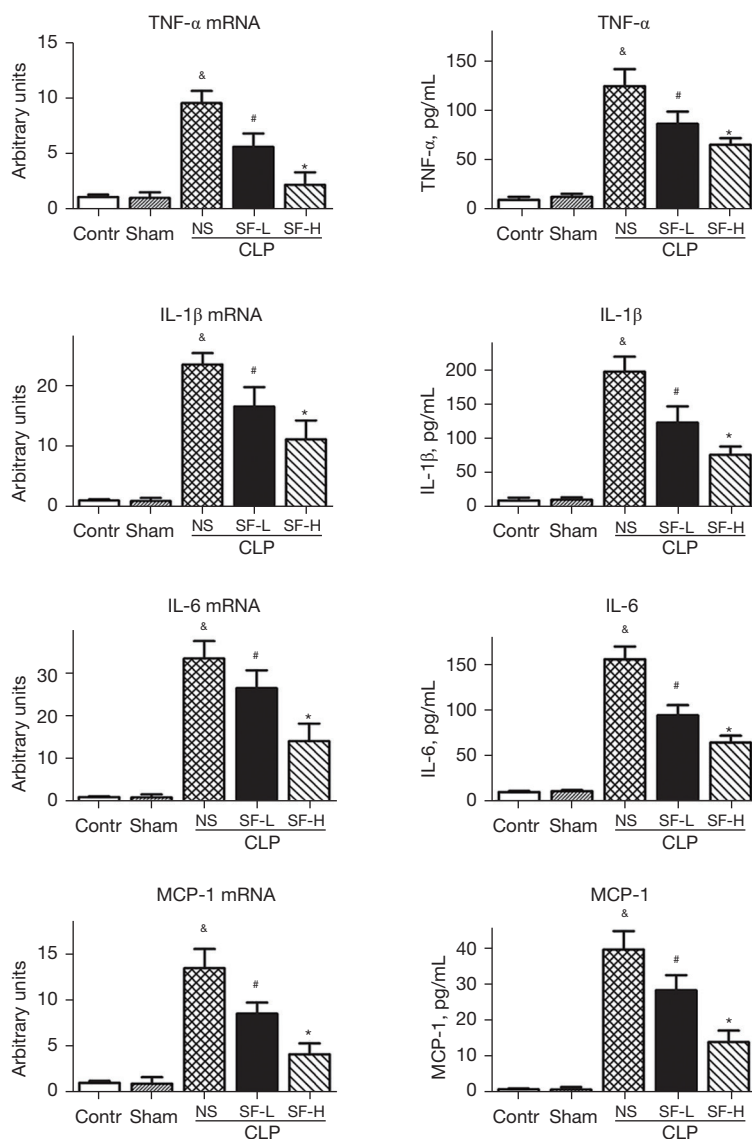 TNF-α mRNA
15
10
5
0
Arbitrary units
&
#
*
Contr Sham NS SF-L SF-H
CLP
TNF-α
150
100
50
0
TNF-α, pg/mL
&
#
*
Contr Sham NS SF-L SF-H
CLP
IL-1β mRNA
20
10
0
Arbitrary units
&
#
*
Contr Sham NS SF-L SF-H
CLP
IL-1β
200
150
100
50
0
IL-1β, pg/mL
&
#
*
Contr Sham NS SF-L SF-H
CLP
IL-6 mRNA
30
20
10
0
Arbitrary units
&
#
*
Contr Sham NS SF-L SF-H
CLP
IL-6
150
100
50
0
IL-6, pg/mL
&
#
*
Contr Sham NS SF-L SF-H
CLP
MCP-1 mRNA
15
10
5
0
Arbitrary units
&
#
*
Contr Sham NS SF-L SF-H
CLP
MCP-1
40
30
20
10
0
MCP-1, pg/mL
&
#
*
Contr Sham NS SF-L SF-H
CLP